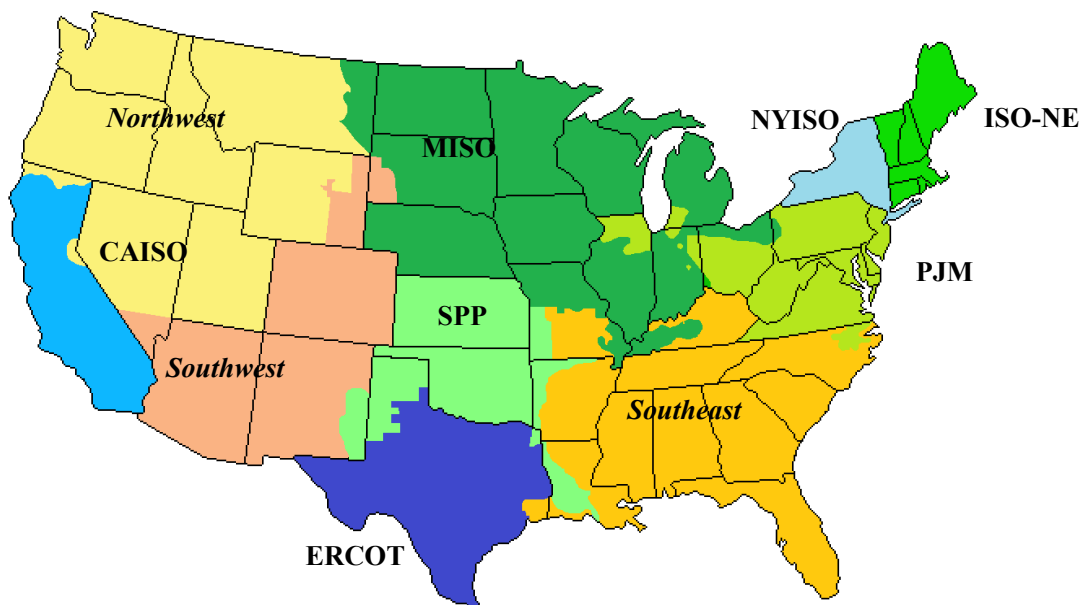 Northwest
NYISO
ISO-NE
MISO
CAISO
PJM
SPP
Southwest
Southeast
ERCOT